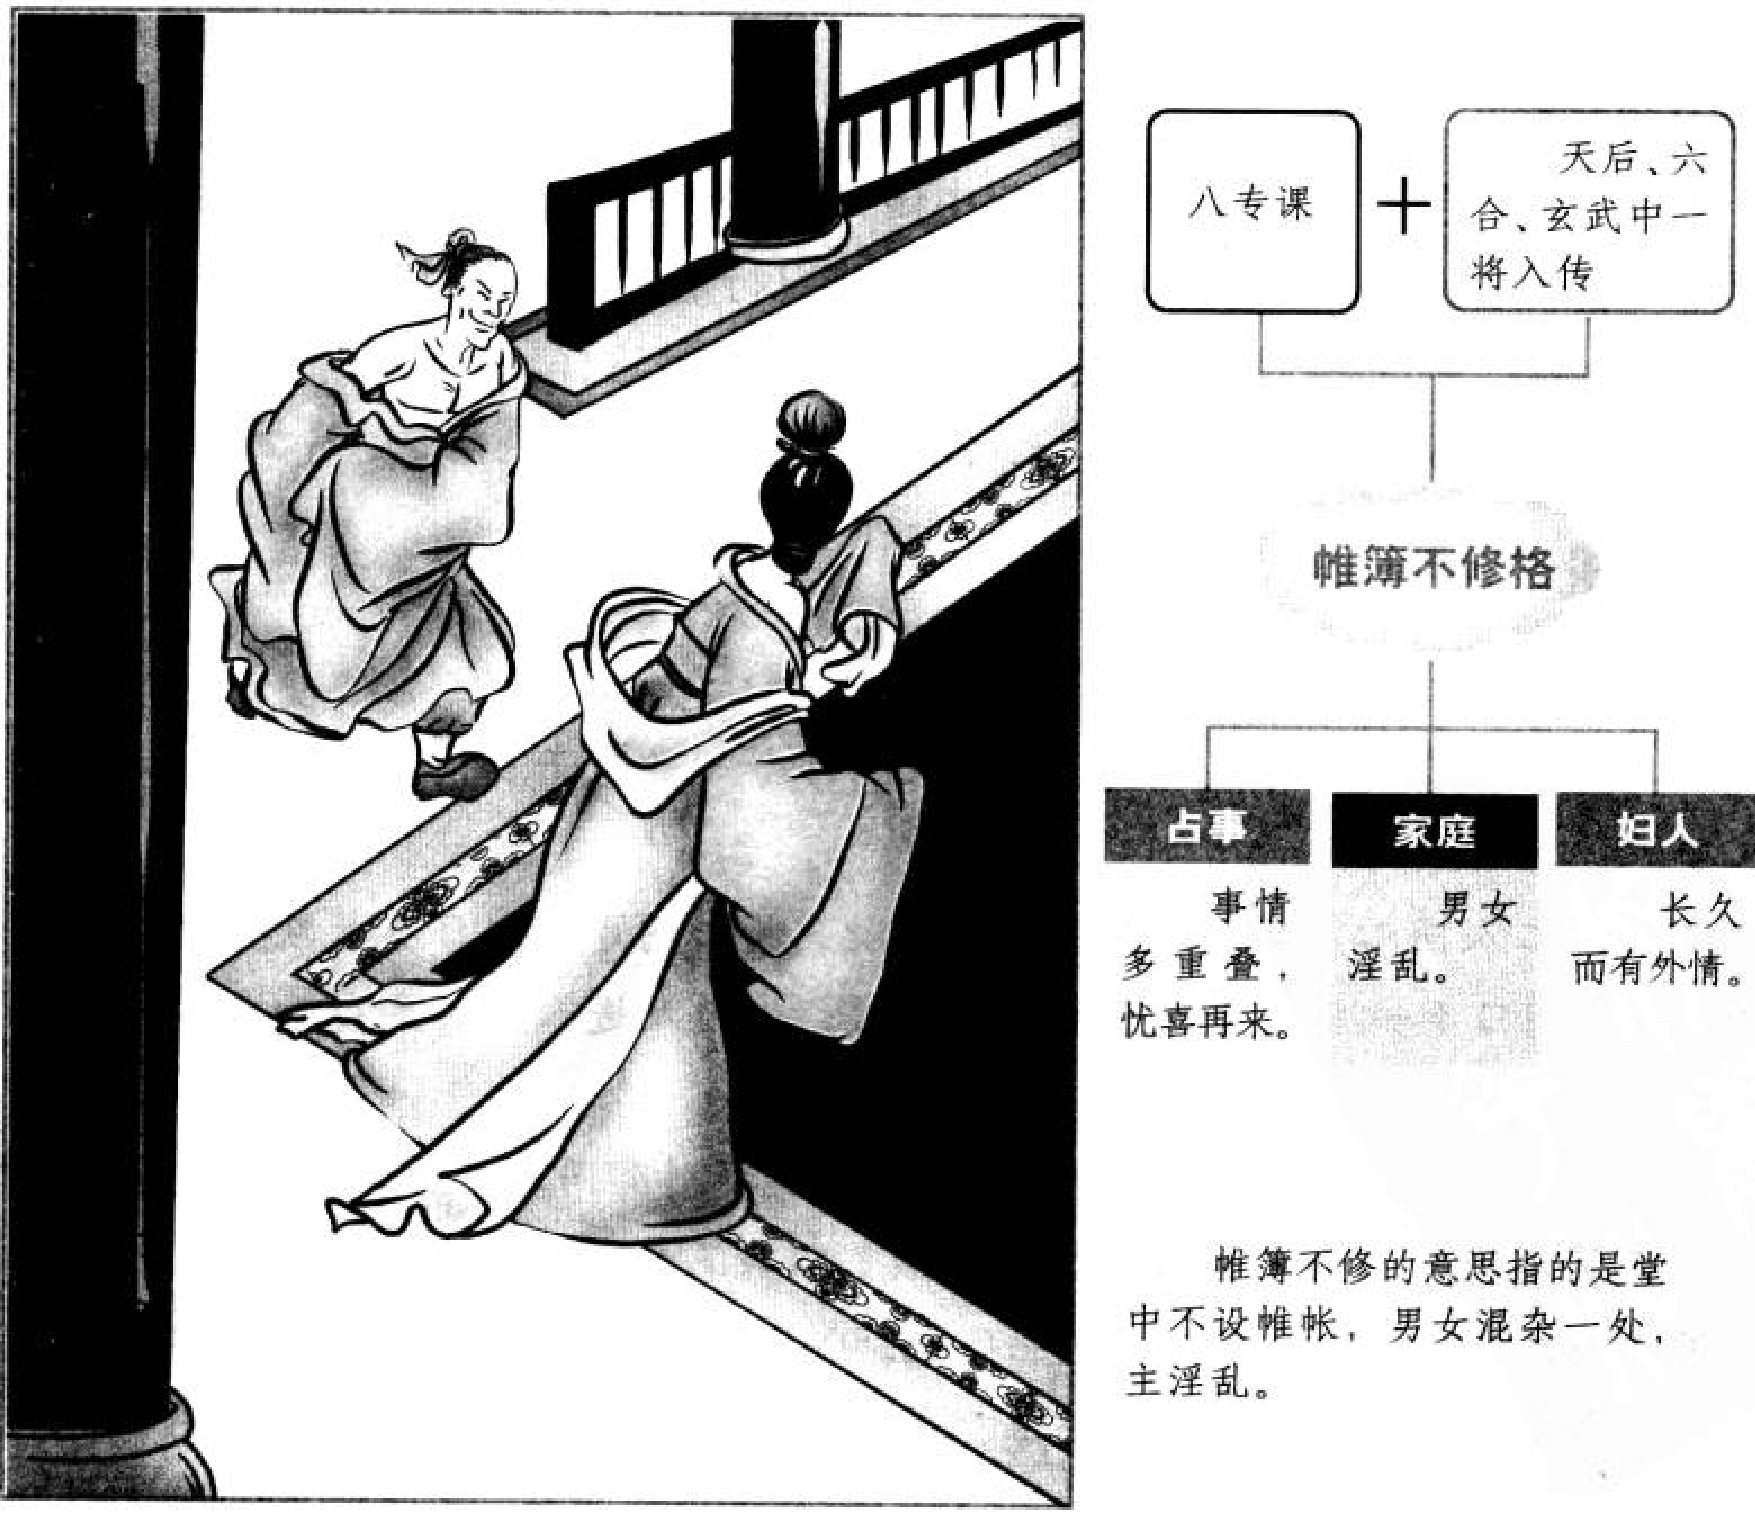 八专课
+
天后、六
合、玄武中一
将入传
帷簿不修格
占事
事情
多重叠，
忧喜再来。
家庭
男女
淫乱。
妇人
长久
而有外情。
帷簿不修的意思指的是堂
中不设帷帐，男女混杂一处，
主淫乱。